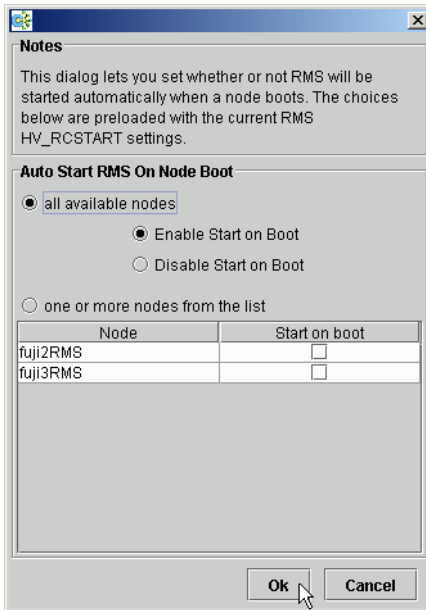 Notes
This dialog lets you set whether or not RMS will be
started automatically when a node boots. The choices
below are preloaded with the current RMS
HV_RCSTART settings.
Auto Start RMS On Node Boot
all available nodes
Enable Start on Boot
Disable Start on Boot
one or more nodes from the list
Node Start on boot
fuji2RMS
fuji3RMS
Ok Cancel